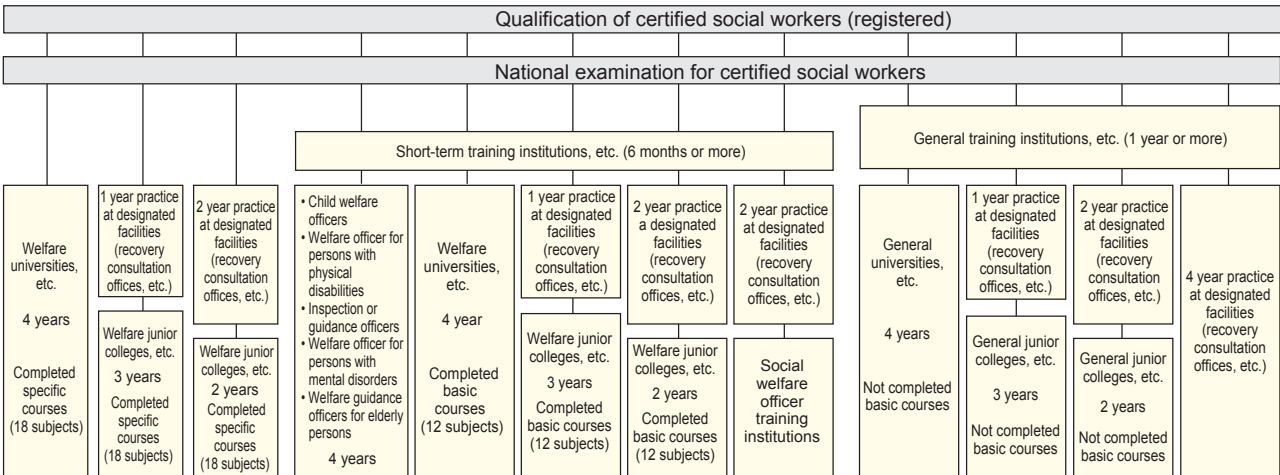 Qualification of certified social workers (registered)
National examination for certified social workers
Short-term training institutions, etc. (6 months or more)
General training institutions, etc. (1 year or more)
Welfare
universities,
etc.
4 years
Completed
specific
courses
(18 subjects)
1 year practice
at designated
facilities
(recovery
consultation
offices, etc.)
Welfare junior
colleges, etc.
3 years
Completed
specific
courses
(18 subjects)
2 year practice
at designated
facilities
(recovery
consultation
offices, etc.)
Welfare junior
colleges, etc.
2 years
Completed
specific
courses
(18 subjects)
• Child welfare
officers
• Welfare officer for
persons with
physical
disabilities
• Inspection or
guidance officers
• Welfare officer for
persons with
mental disorders
• Welfare guidance
officers for elderly
persons
4 years
Welfare
universities,
etc.
4 year
Completed
basic
courses
(12 subjects)
1 year practice
at designated
facilities
(recovery
consultation
offices, etc.)
Welfare junior
colleges, etc.
3 years
Completed
basic courses
(12 subjects)
2 year practice
a designated
facilities
(recovery
consultation
offices, etc.)
Welfare junior
colleges, etc.
2 years
Completed
basic courses
(12 subjects)
2 year practice
at designated
facilities
(recovery
consultation
offices, etc.)
Social
welfare
officer
training
institutions
General
universities,
etc.
4 years
Not completed
basic courses
1 year practice
at designated
facilities
(recovery
consultation
offices, etc.)
General junior
colleges, etc.
3 years
Not completed
basic courses
2 year practice
at designated
facilities
(recovery
consultation
offices, etc.)
General junior
colleges, etc.
2 years
Not completed
basic courses
4 year practice
at designated
facilities
(recovery
consultation
offices, etc.)